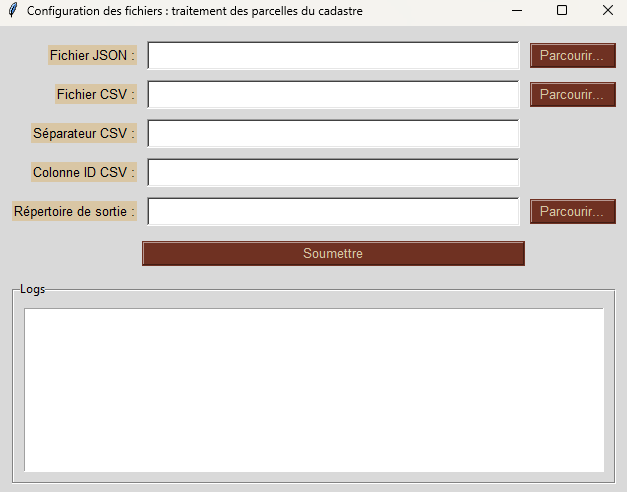 Configuration des fichiers : traitement des parcelles du cadastre
Fichier JSON : Parcourir...
Fichier CSV : Parcourir...
Séparateur CSV :
Colonne ID CSV :
Répertoire de sortie : Parcourir...
Soumettre
Logs